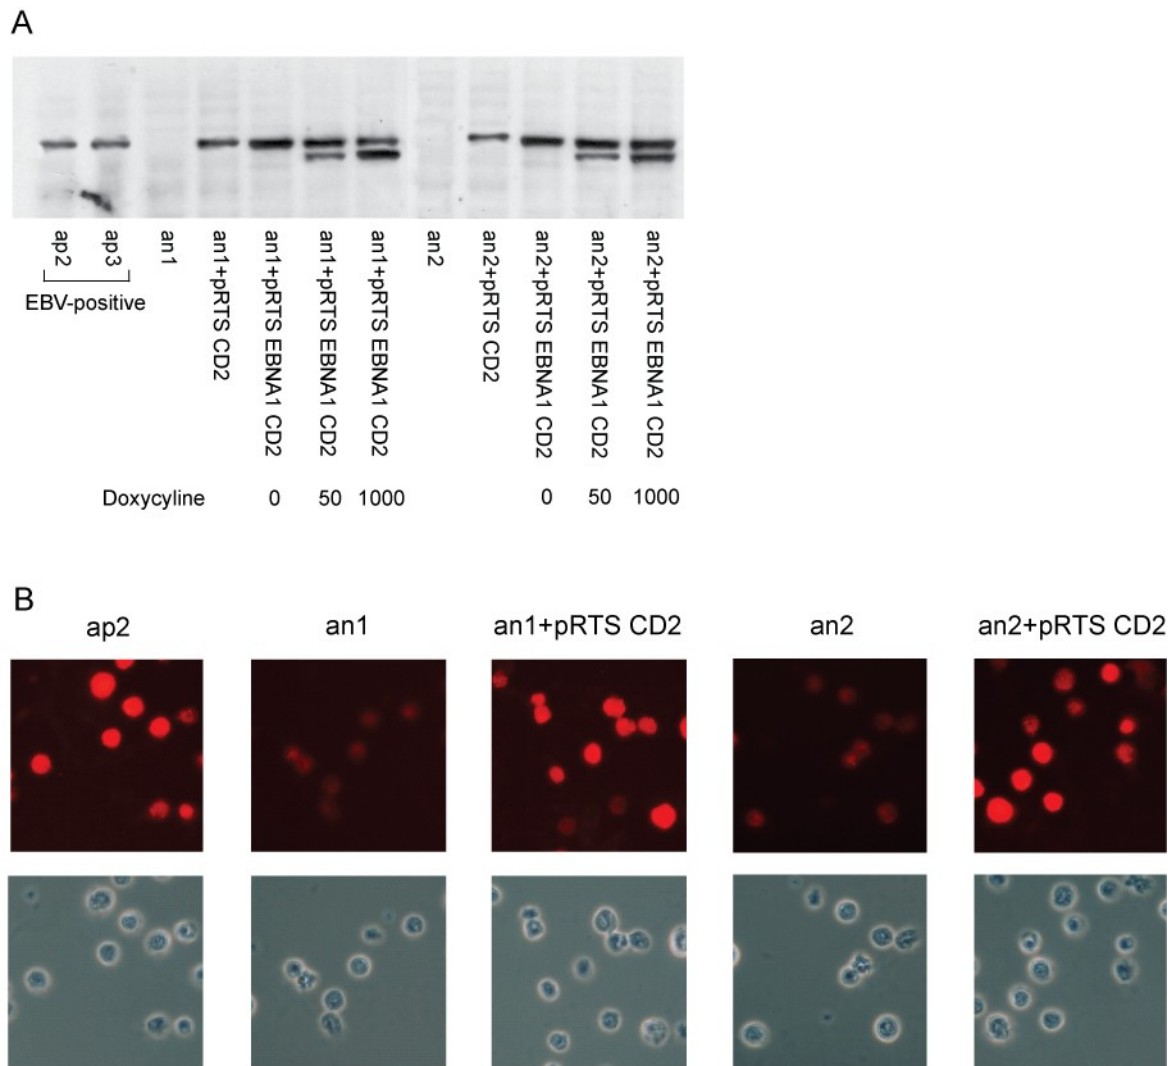 A
ap2
ap3
an1
an1+pRTS CD2
an1+pRTS EBNA1 CD2
an1+pRTS EBNA1 CD2
an1+pRTS EBNA1 CD2
an2
an2+pRTS CD2
an2+pRTS EBNA1 CD2
an2+pRTS EBNA1 CD2
an2+pRTS EBNA1 CD2
EBV-positive
Doxycyline 0 50 1000 0 50 1000
B
ap2 an1 an1+pRTS CD2 an2 an2+pRTS CD2